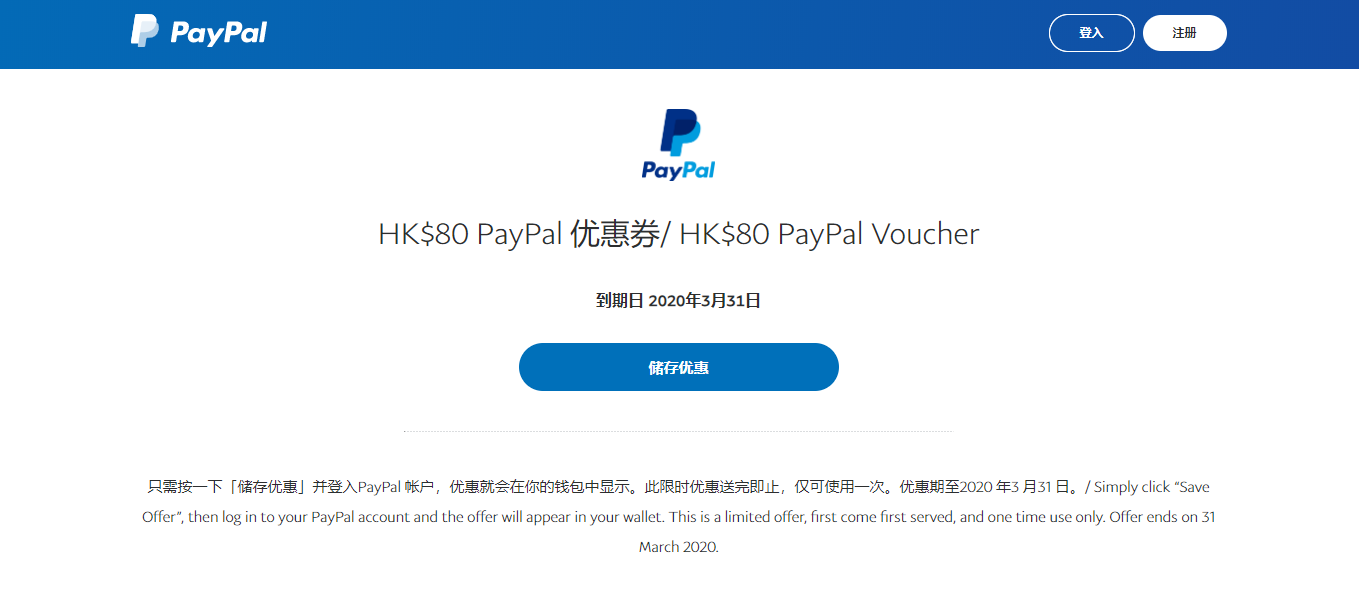 PayPal
登入
注册
PayPal
HK$80 PayPal 优惠券/ HK$80 PayPal Voucher
到期日 2020年3月31日
储存优惠
只需按一下「储存优惠」并登入PayPal 帐户，优惠就会在你的钱包中显示。此限时优惠送完即止，仅可使用一次。优惠期至2020 年3 月31 日。/ Simply click “Save
Offer”, then log in to your PayPal account and the offer will appear in your wallet. This is a limited offer, first come first served, and one time use only. Offer ends on 31
March 2020.